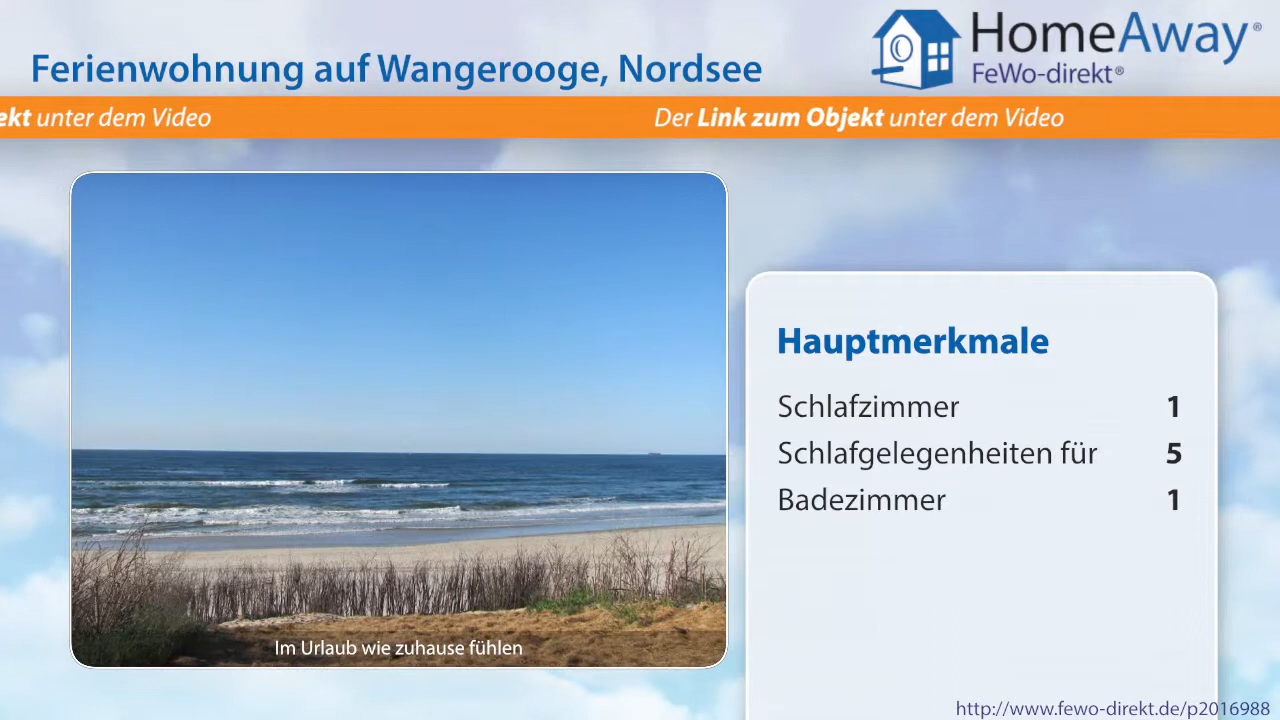 Ferienwohnung auf Wangerooge, Nordsee
HomeAway®
FeWo-direkt®
ekt unter dem Video
Der Link zum Objekt unter dem Video
Hauptmerkmale
Schlafzimmer 1
Schlafgelegenheiten für 5
Badezimmer 1
Im Urlaub wie zuhause fühlen
http://www.fewo-direkt.de/p2016988